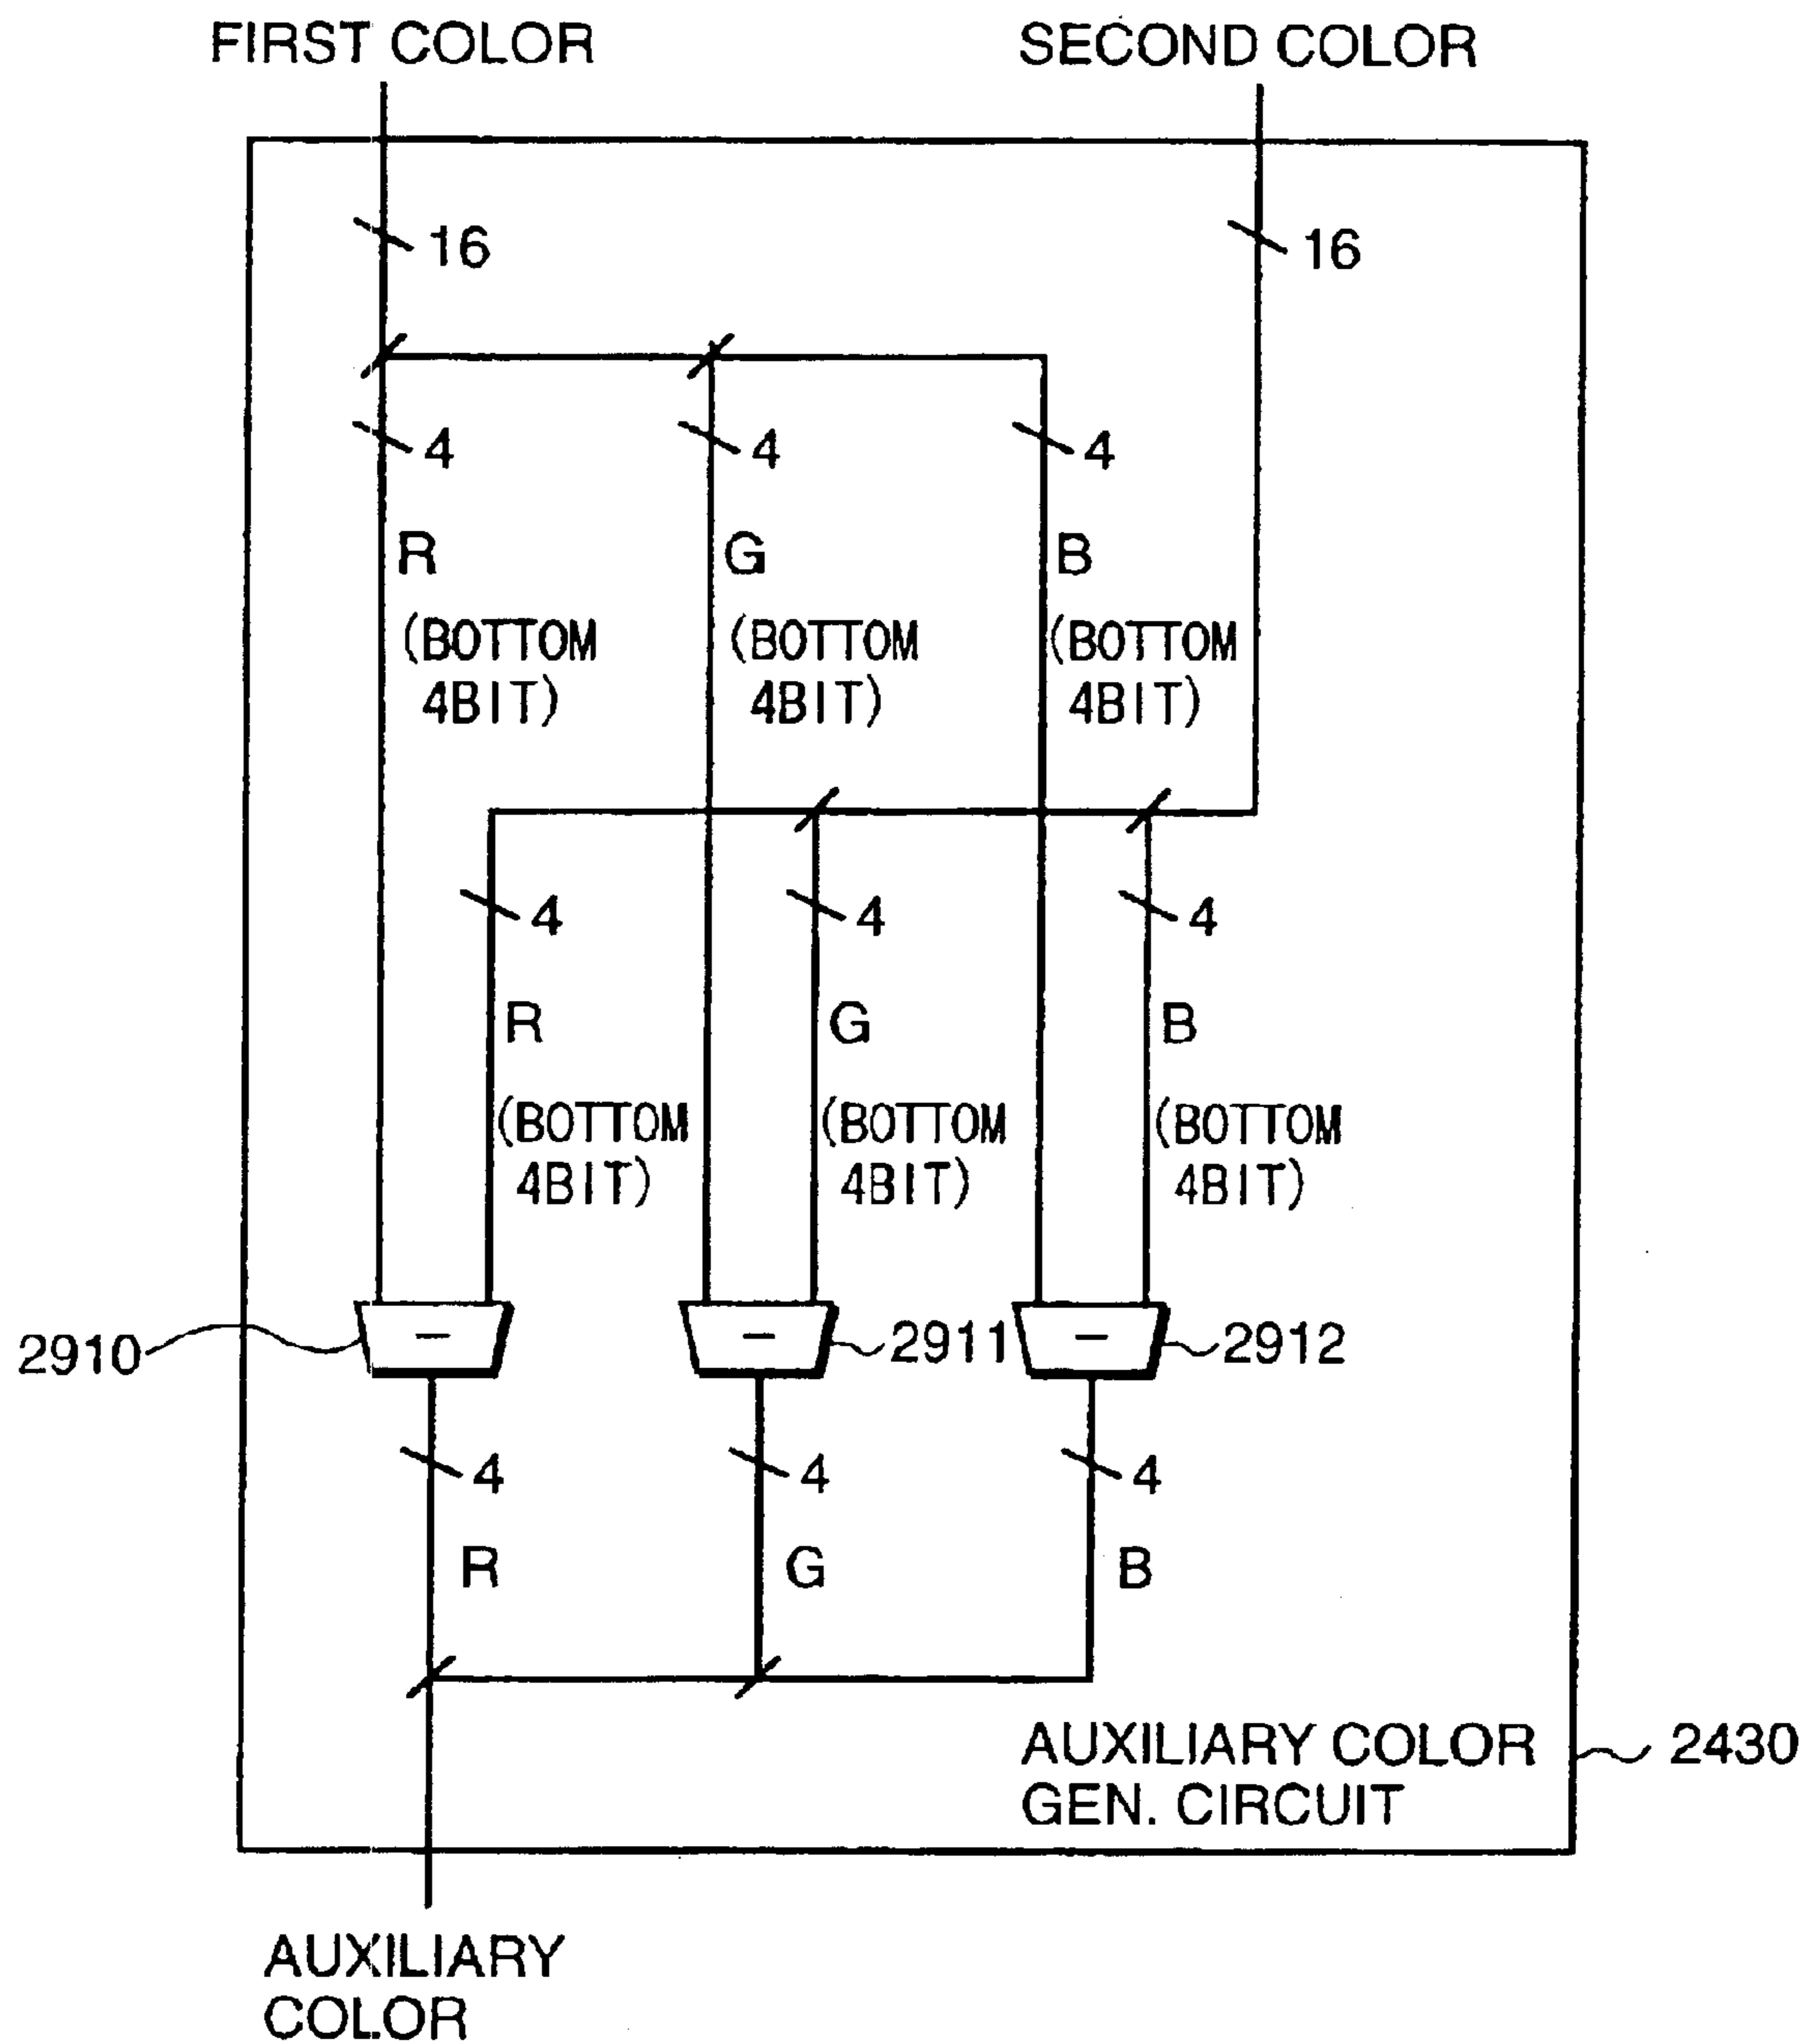 FIRST COLOR
SECOND COLOR
16
16
4
4
4
R
G
B
(BOTTOM
4BIT)
(BOTTOM
4BIT)
(BOTTOM
4BIT)
4
4
4
R
G
B
(BOTTOM
4BIT)
(BOTTOM
4BIT)
(BOTTOM
4BIT)
2910
−
−
2911
−
2912
4
4
4
R
G
B
AUXILIARY COLOR
GEN. CIRCUIT
2430
AUXILIARY
COLOR